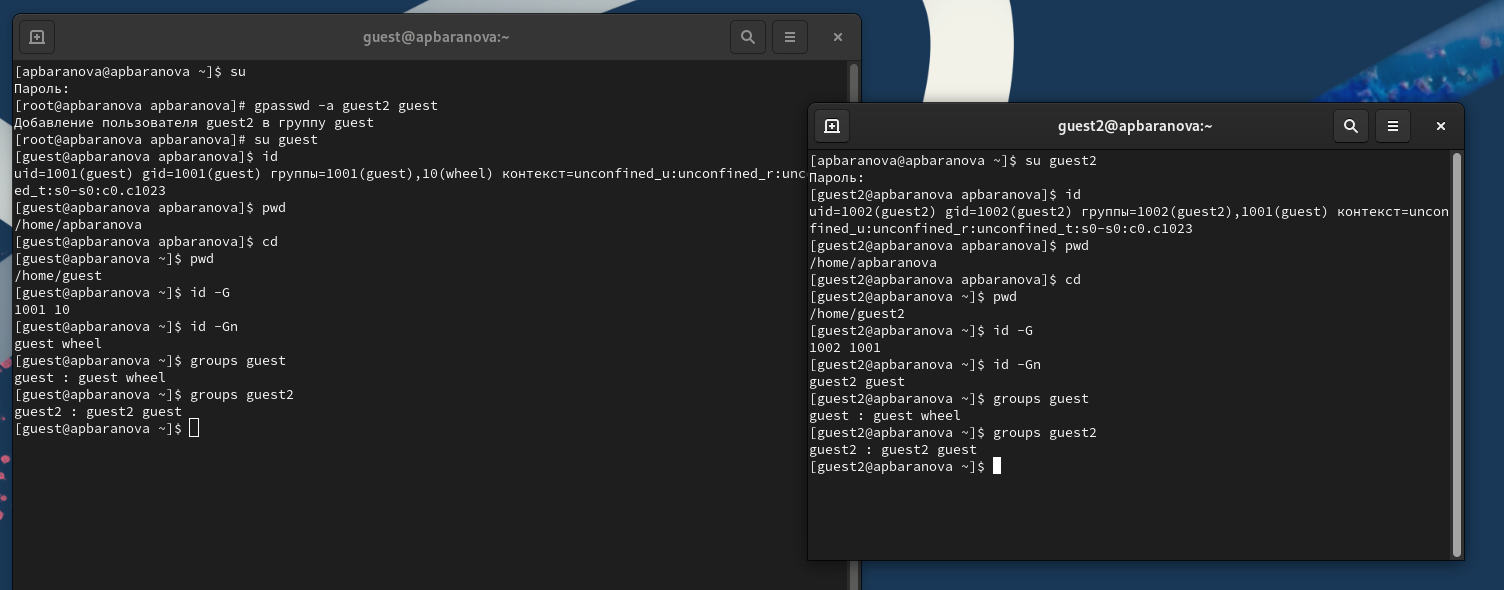 guest@apbaranova:~
[apbaranova@apbaranova ~]$ su
Пароль:
[root@apbaranova apbaranova]# gpasswd -a guest2 guest
Добавление пользователя guest2 в группу guest
[root@apbaranova apbaranova]# su guest
[guest@apbaranova apbaranova]$ id
uid=1001(guest) gid=1001(guest) группы=1001(guest),10(wheel) контекст=unconfined_u:unconfined_r:unc
ed_t:s0-s0:c0.c1023
[guest@apbaranova apbaranova]$ pwd
/home/apbaranova
[guest@apbaranova apbaranova]$ cd
[guest@apbaranova ~]$ pwd
/home/guest
[guest@apbaranova ~]$ id -G
1001 10
[guest@apbaranova ~]$ id -Gn
guest wheel
[guest@apbaranova ~]$ groups guest
guest : guest wheel
[guest@apbaranova ~]$ groups guest2
guest2 : guest2 guest
[guest@apbaranova ~]$
guest2@apbaranova:~
[apbaranova@apbaranova ~]$ su guest2
Пароль:
[guest2@apbaranova apbaranova]$ id
uid=1002(guest2) gid=1002(guest2) группы=1002(guest2),1001(guest) контекст=uncon
fined_u:unconfined_r:unconfined_t:s0-s0:c0.c1023
[guest2@apbaranova apbaranova]$ pwd
/home/apbaranova
[guest2@apbaranova apbaranova]$ cd
[guest2@apbaranova ~]$ pwd
/home/guest2
[guest2@apbaranova ~]$ id -G
1002 1001
[guest2@apbaranova ~]$ id -Gn
guest2 guest
[guest2@apbaranova ~]$ groups guest
guest : guest wheel
[guest2@apbaranova ~]$ groups guest2
guest2 : guest2 guest
[guest2@apbaranova ~]$